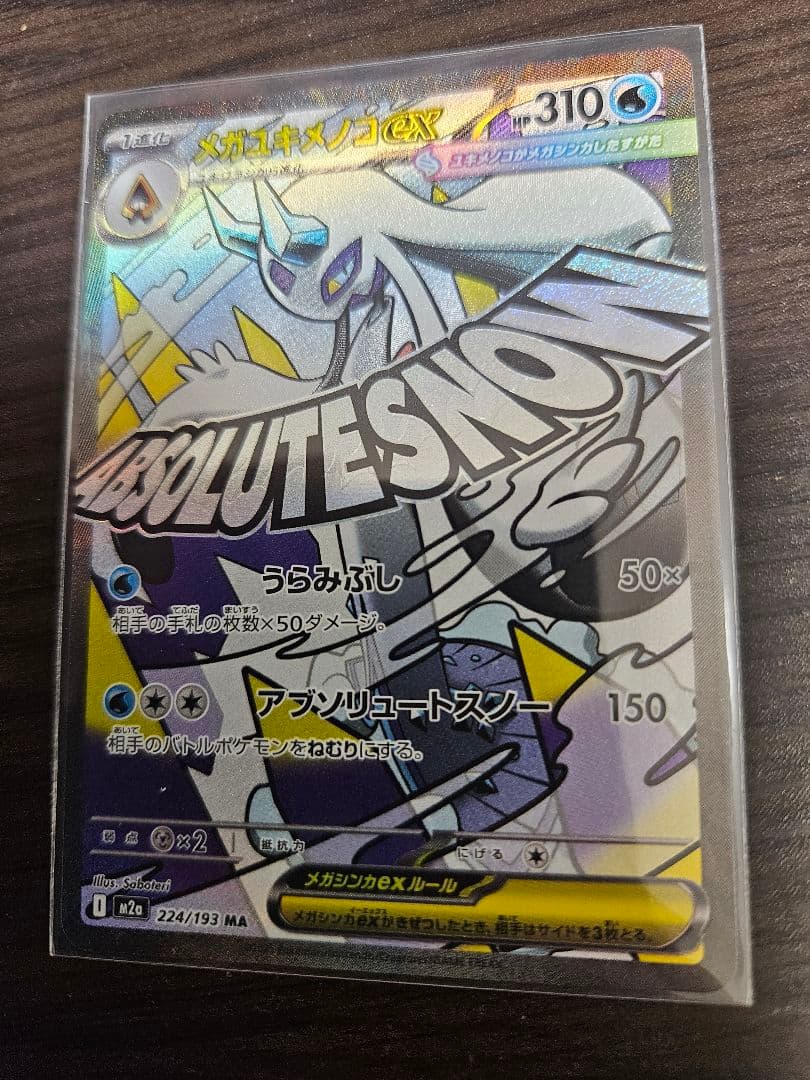 1進化
メガユキメノコex
HP310
ユキメノコがメガシンカしたすがた
ABSOLUTESNOW
うらみぶし 50×
相手の手札の枚数×50ダメージ。
アブソリュートスノー 150
相手のバトルポケモンをねむりにする。
弱点 ×2 抵抗力 にげる
Illus. Saboteri
メガシンカexルール
I m2a 224/193 MA
メガシンカexがきぜつしたとき、相手はサイドを3枚とる。